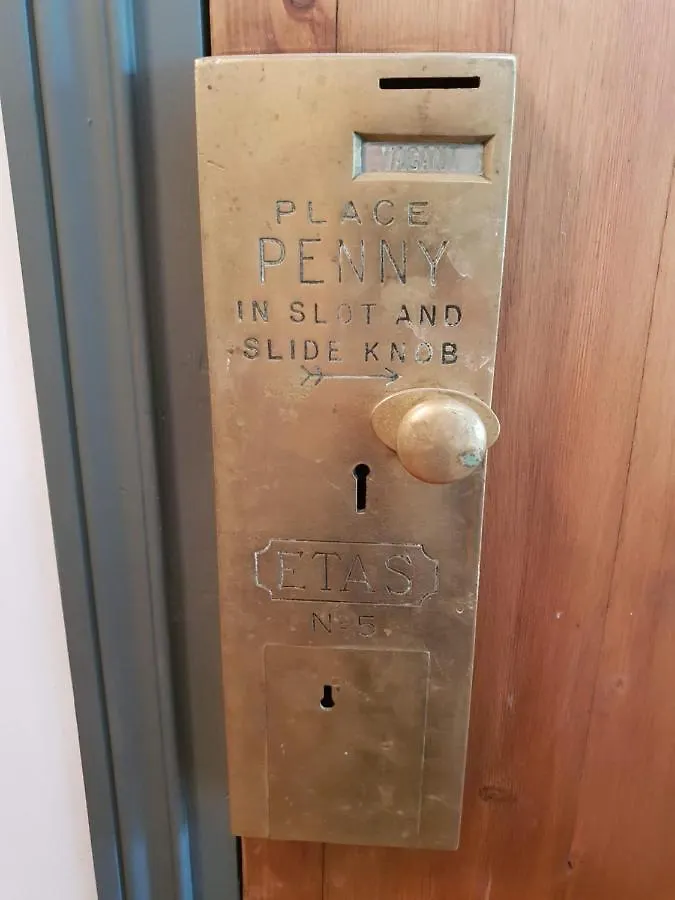 VACANT
PLACE
PENNY
IN SLOT AND
SLIDE KNOB
ETAS
No 5